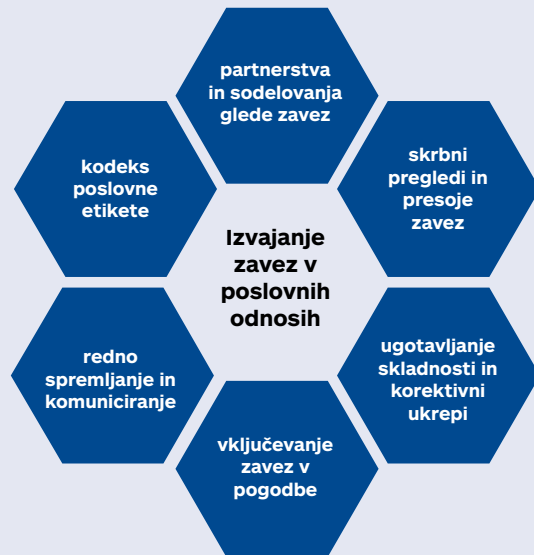 partnerstva
in sodelovanja
glede zavez
skrbni
pregledi in
presoje
zavez
ugotavljanje
skladnosti in
korektivni
ukrepi
vključevanje
zavez v
pogodbe
redno
spremljanje in
komuniciranje
kodeks
poslovne
etikete
Izvajanje
zavez v
poslovnih
odnosih